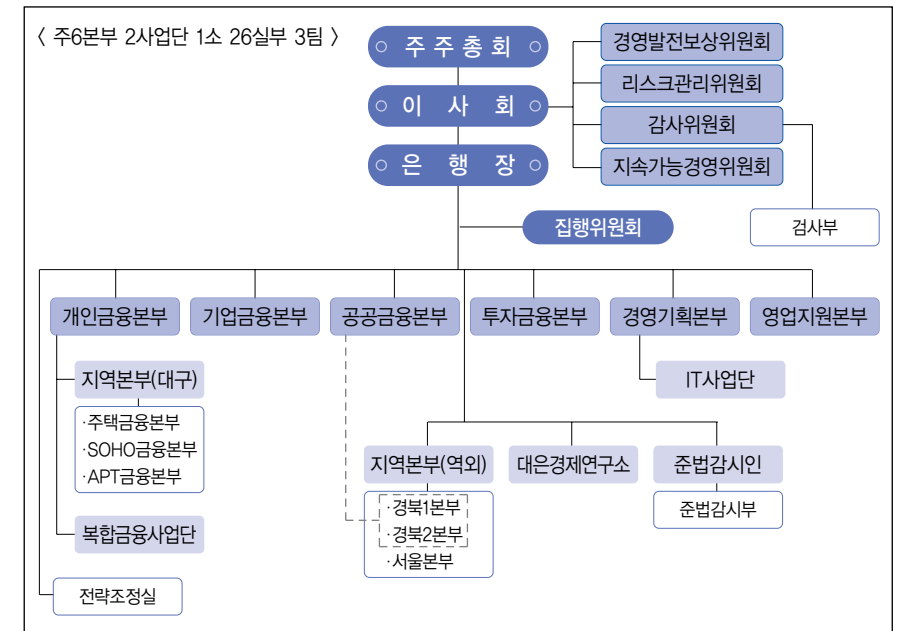 〈 주6본부 2사업단 1소 26실부 3팀 〉
주주총회
경영발전보상위원회
리스크관리위원회
이 사 회
감사위원회
은 행 장
지속가능경영위원회
집행위원회
검사부
개인금융본부
기업금융본부
공공금융본부
투자금융본부
경영기획본부
영업지원본부
지역본부(대구)
·주택금융본부
·SOHO금융본부
·APT금융본부
복합금융사업단
전략조정실
IT사업단
지역본부(역외)
·경북1본부
·경북2본부
·서울본부
대은경제연구소
준법감시인
준법감시부